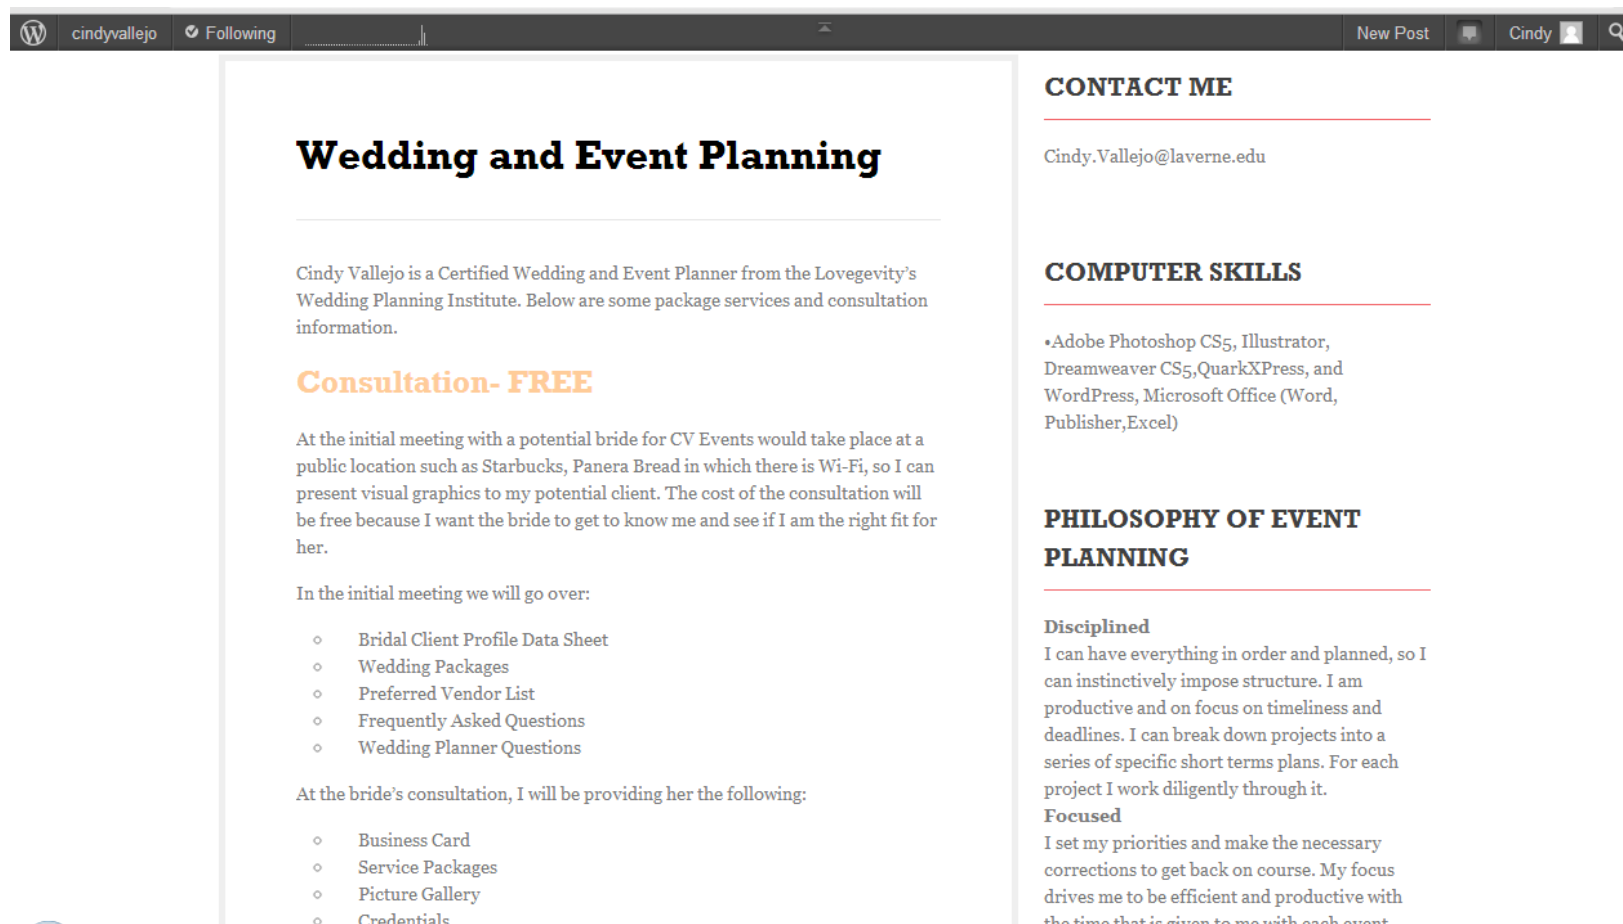 cindyvallejo Following New Post Cindy
Wedding and Event Planning
Cindy Vallejo is a Certified Wedding and Event Planner from the Lovegevity’s
Wedding Planning Institute. Below are some package services and consultation
information.
Consultation- FREE
At the initial meeting with a potential bride for CV Events would take place at a
public location such as Starbucks, Panera Bread in which there is Wi-Fi, so I can
present visual graphics to my potential client. The cost of the consultation will
be free because I want the bride to get to know me and see if I am the right fit for
her.
In the initial meeting we will go over:
Bridal Client Profile Data Sheet
Wedding Packages
Preferred Vendor List
Frequently Asked Questions
Wedding Planner Questions
At the bride’s consultation, I will be providing her the following:
Business Card
Service Packages
Picture Gallery
Credentials
CONTACT ME
Cindy.Vallejo@laverne.edu
COMPUTER SKILLS
•Adobe Photoshop CS5, Illustrator,
Dreamweaver CS5,QuarkXPress, and
WordPress, Microsoft Office (Word,
Publisher,Excel)
PHILOSOPHY OF EVENT
PLANNING
Disciplined
I can have everything in order and planned, so I
can instinctively impose structure. I am
productive and on focus on timeliness and
deadlines. I can break down projects into a
series of specific short terms plans. For each
project I work diligently through it.
Focused
I set my priorities and make the necessary
corrections to get back on course. My focus
drives me to be efficient and productive with
the time that is given to me with each event